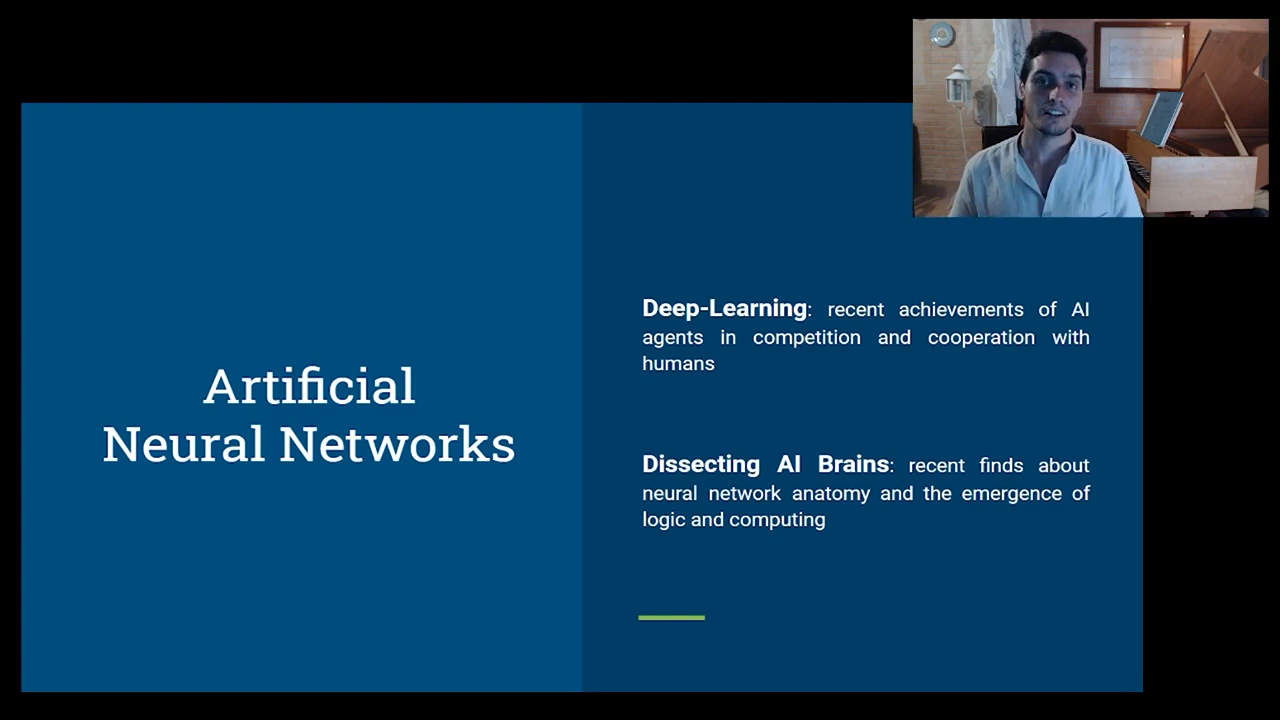 Artificial
Neural Networks
Deep-Learning: recent achievements of AI
agents in competition and cooperation with
humans
Dissecting AI Brains: recent finds about
neural network anatomy and the emergence of
logic and computing